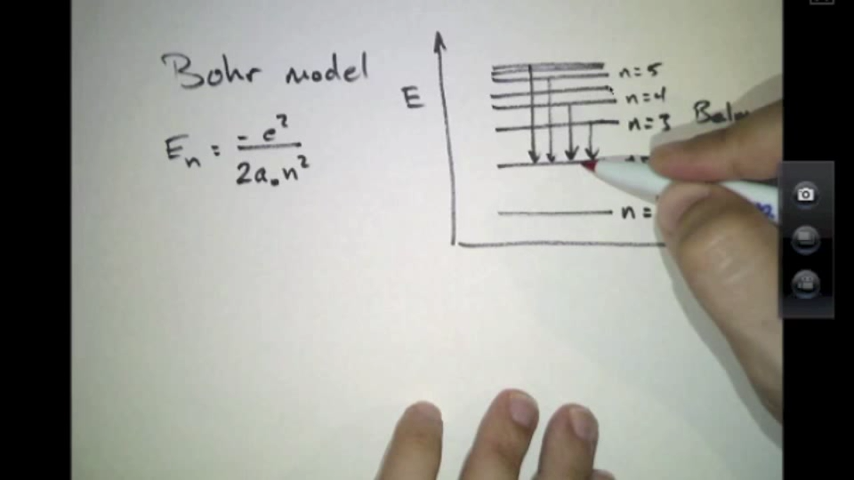 Bohr model
E
n=5
n=4
n=3
Eₙ = -e² / 2a₀n²
n=